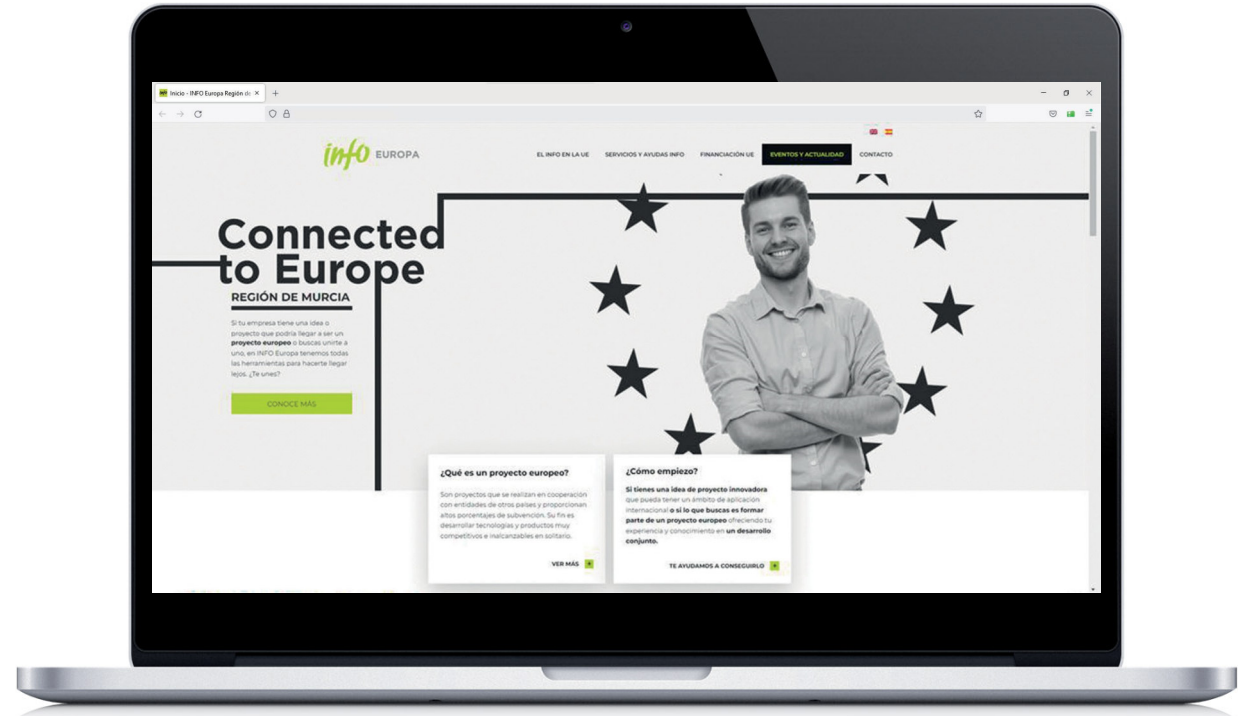 Inicio - INFO Europa Región de
info EUROPA
EL INFO EN LA UE
SERVICIOS Y AYUDAS INFO
FINANCIACIÓN UE
EVENTOS Y ACTUALIDAD
CONTACTO
Connected
to Europe
REGIÓN DE MURCIA
Si tu empresa tiene una idea o
proyecto que podría llegar a ser un
proyecto europeo o buscas unirte a
uno, en INFO Europa tenemos todas
las herramientas para hacerte llegar
lejos. ¿Te unes?
CONOCE MÁS
¿Qué es un proyecto europeo?
Son proyectos que se realizan en cooperación
con entidades de otros países y proporcionan
altos porcentajes de subvención. Su fin es
desarrollar tecnologías y productos muy
competitivos e inalcanzables en solitario.
VER MÁS +
¿Cómo empiezo?
Si tienes una idea de proyecto innovadora
que pueda tener un ámbito de aplicación
internacional o si lo que buscas es formar
parte de un proyecto europeo ofreciendo tu
experiencia y conocimiento en un desarrollo
conjunto.
TE AYUDAMOS A CONSEGUIRLO +